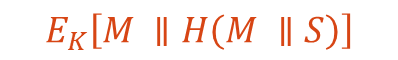 E_K[M ∥ H(M ∥ S)]